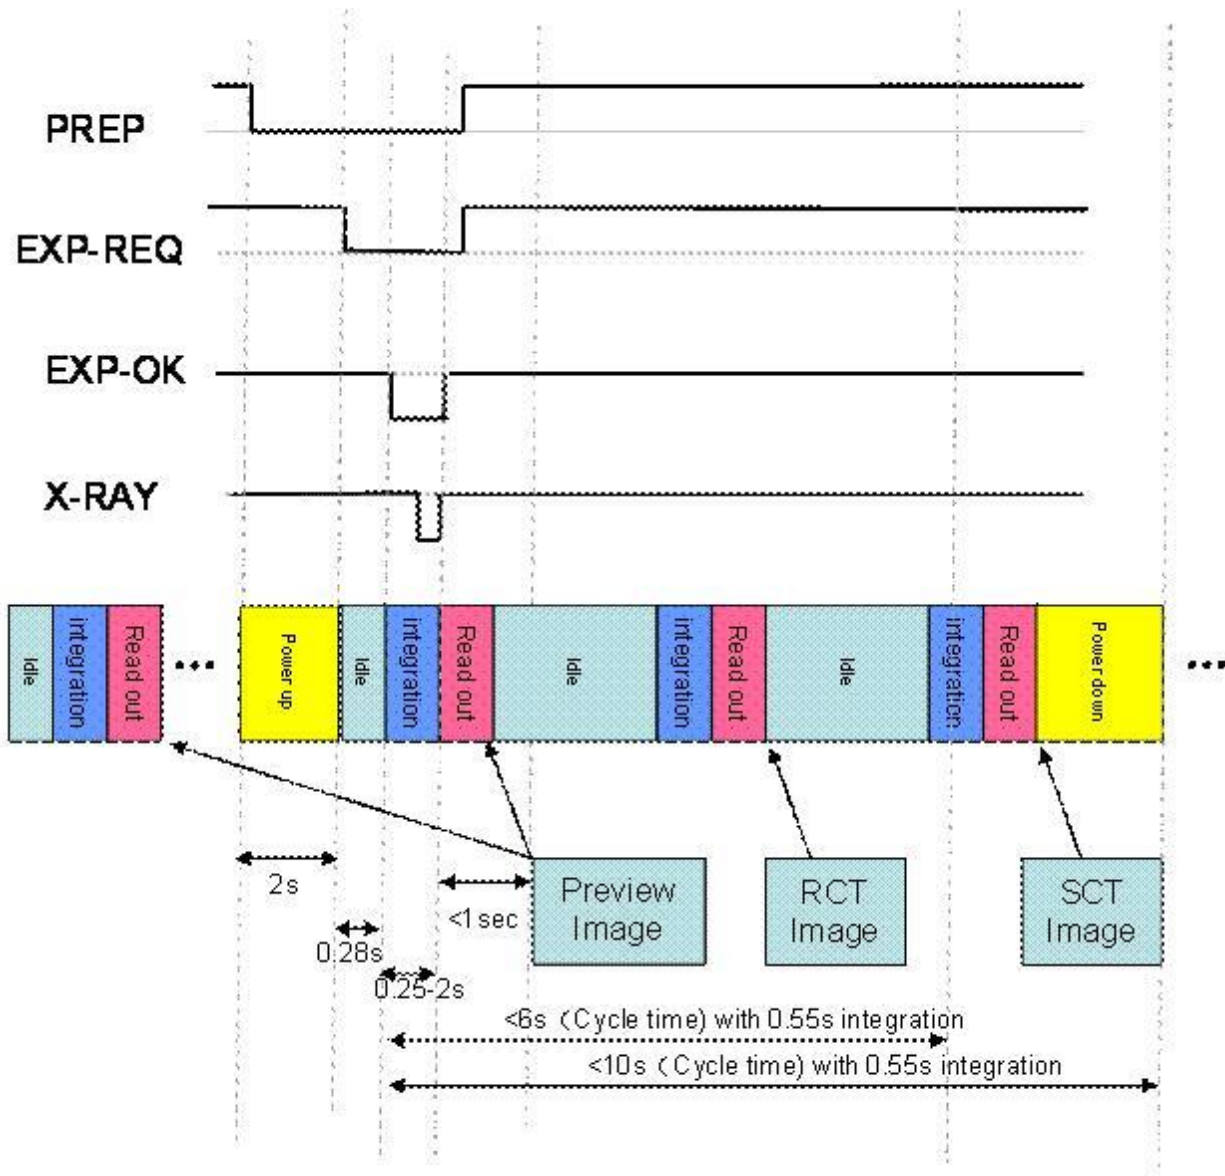 PREP
EXP-REQ
EXP-OK
X-RAY
Idle
integration
Read out
...
Power up
Idle
integration
Read out
Idle
integration
Read out
Idle
integration
Read out
Power down
...
2s
<1 sec
Preview
Image
RCT
Image
SCT
Image
0.28s
0.25-2s
<6s (Cycle time) with 0.55s integration
<10s (Cycle time) with 0.55s integration